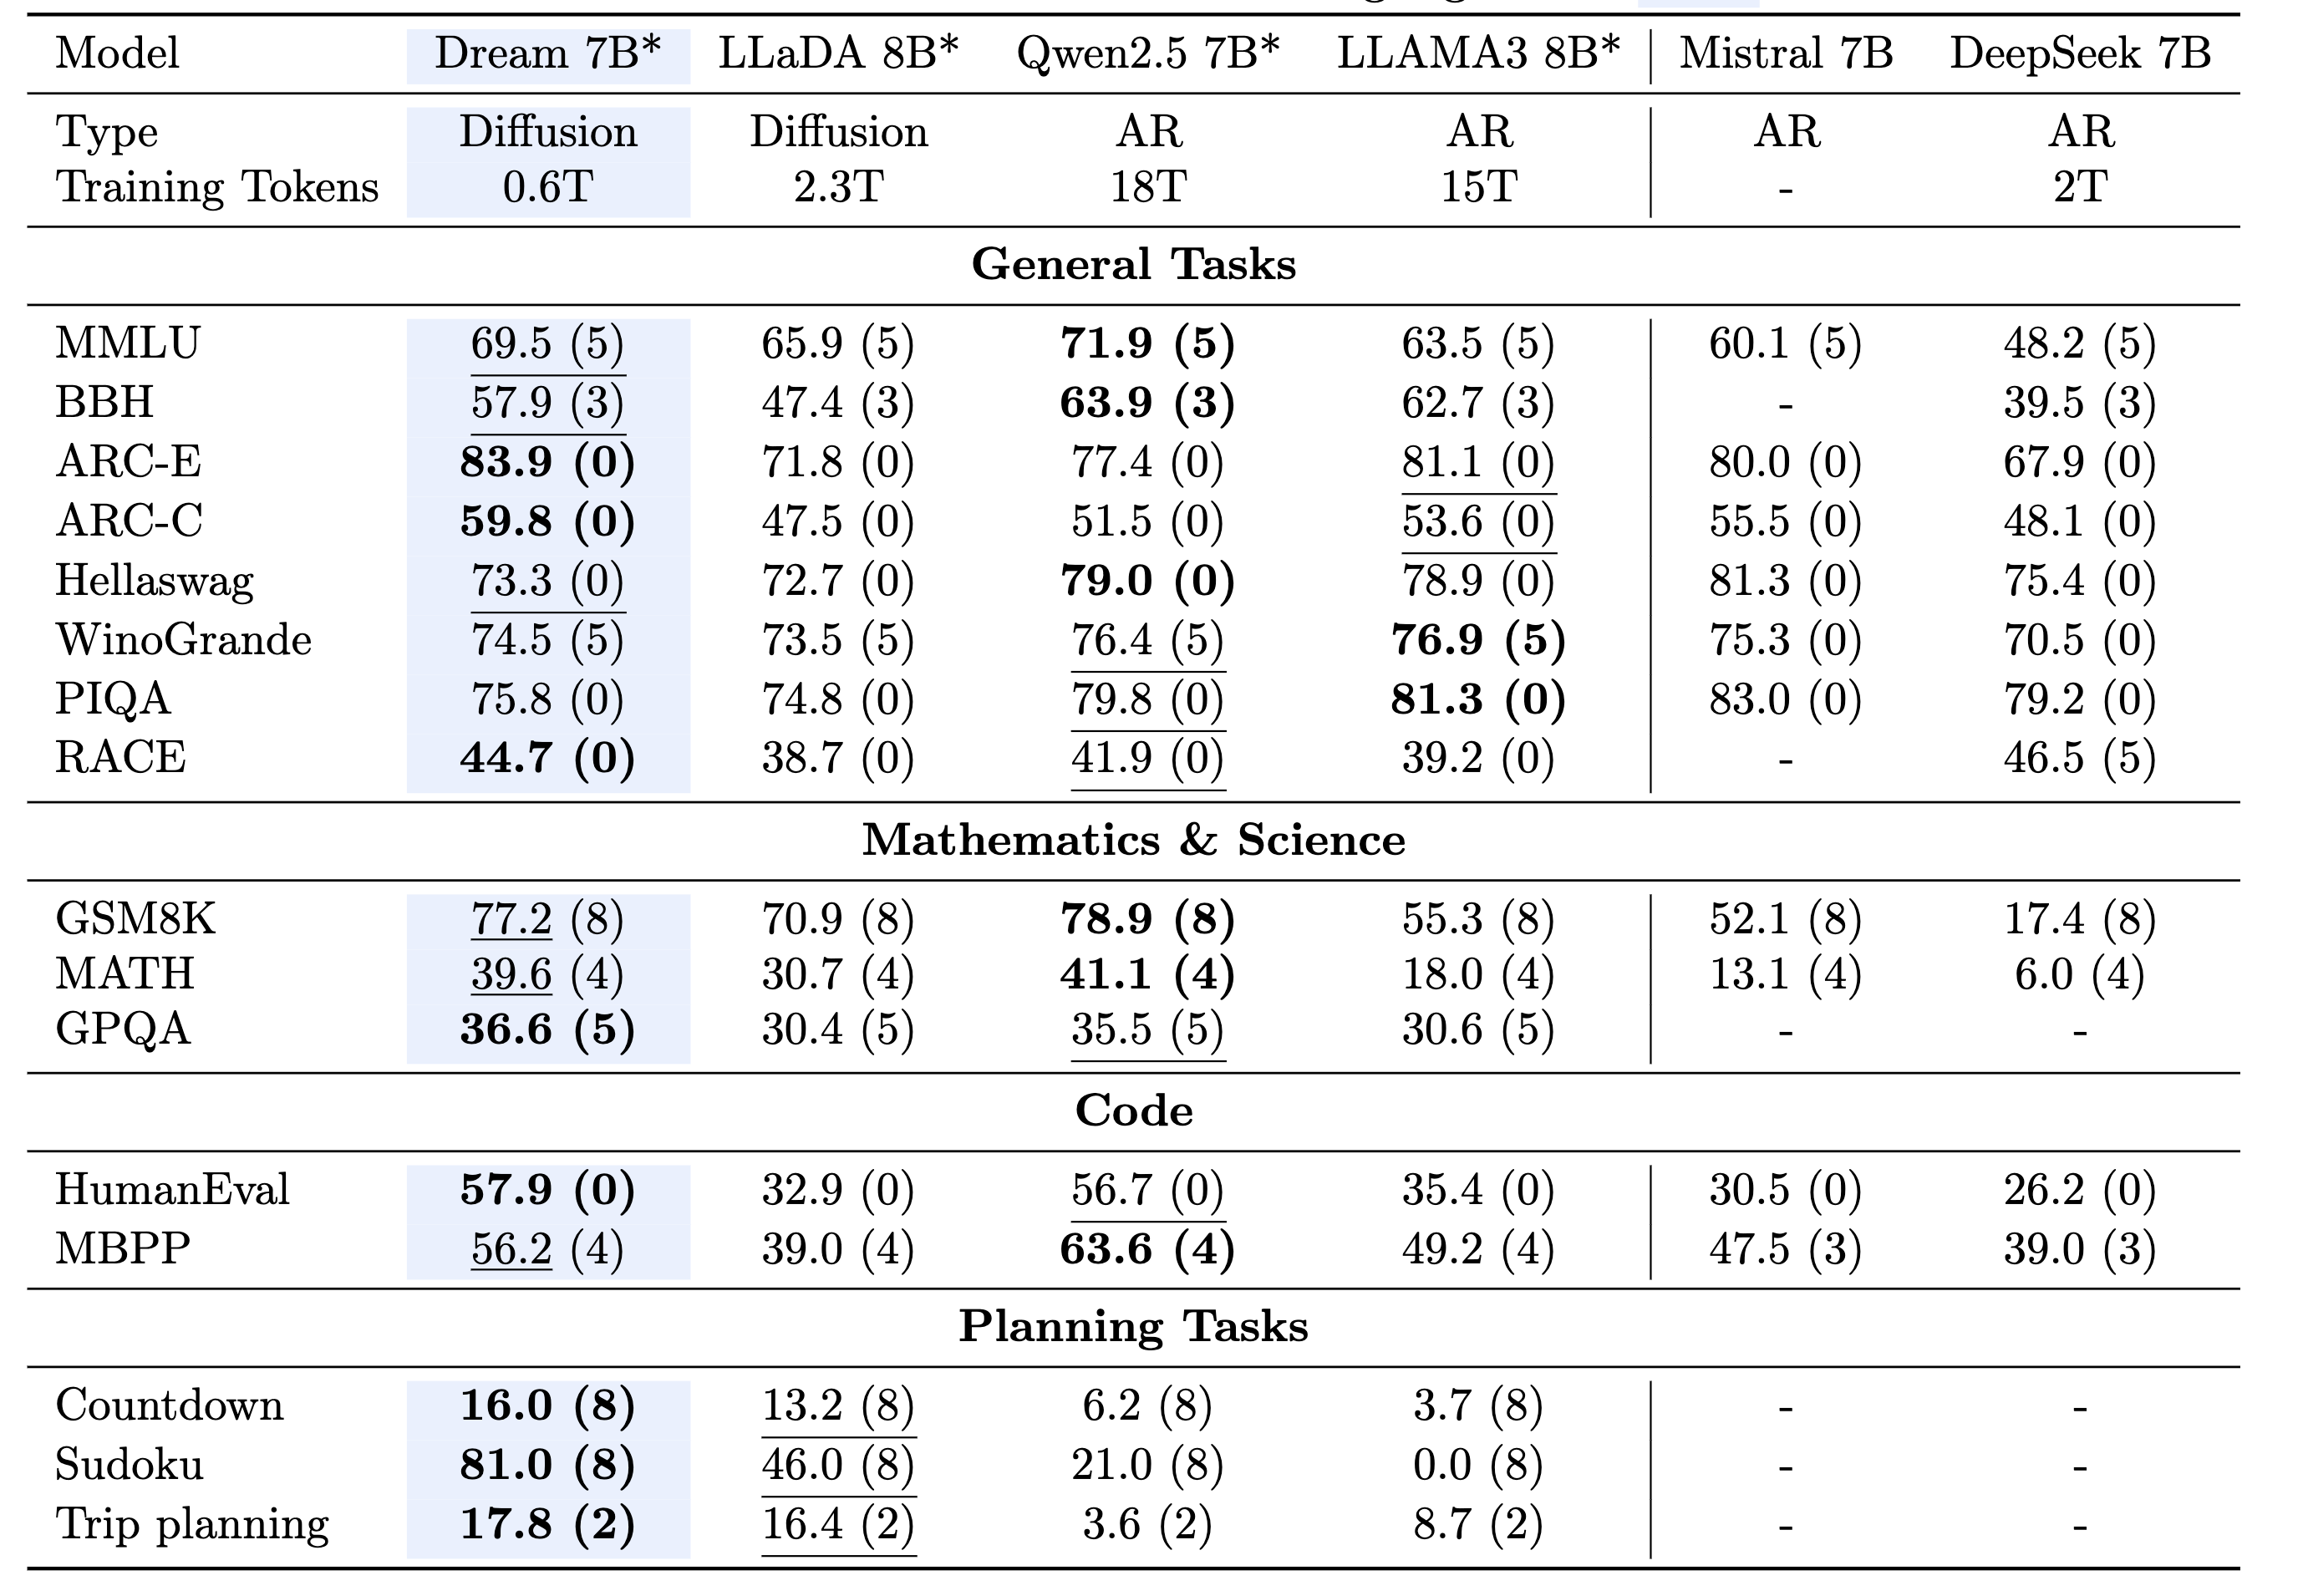 Model Dream 7B* LLaDA 8B* Qwen2.5 7B* LLAMA3 8B* Mistral 7B DeepSeek 7B
Type Diffusion Diffusion AR AR AR AR
Training Tokens 0.6T 2.3T 18T 15T - 2T
General Tasks
MMLU 69.5 (5) 65.9 (5) 71.9 (5) 63.5 (5) 60.1 (5) 48.2 (5)
BBH 57.9 (3) 47.4 (3) 63.9 (3) 62.7 (3) - 39.5 (3)
ARC-E 83.9 (0) 71.8 (0) 77.4 (0) 81.1 (0) 80.0 (0) 67.9 (0)
ARC-C 59.8 (0) 47.5 (0) 51.5 (0) 53.6 (0) 55.5 (0) 48.1 (0)
Hellaswag 73.3 (0) 72.7 (0) 79.0 (0) 78.9 (0) 81.3 (0) 75.4 (0)
WinoGrande 74.5 (5) 73.5 (5) 76.4 (5) 76.9 (5) 75.3 (0) 70.5 (0)
PIQA 75.8 (0) 74.8 (0) 79.8 (0) 81.3 (0) 83.0 (0) 79.2 (0)
RACE 44.7 (0) 38.7 (0) 41.9 (0) 39.2 (0) - 46.5 (5)
Mathematics & Science
GSM8K 77.2 (8) 70.9 (8) 78.9 (8) 55.3 (8) 52.1 (8) 17.4 (8)
MATH 39.6 (4) 30.7 (4) 41.1 (4) 18.0 (4) 13.1 (4) 6.0 (4)
GPQA 36.6 (5) 30.4 (5) 35.5 (5) 30.6 (5) - -
Code
HumanEval 57.9 (0) 32.9 (0) 56.7 (0) 35.4 (0) 30.5 (0) 26.2 (0)
MBPP 56.2 (4) 39.0 (4) 63.6 (4) 49.2 (4) 47.5 (3) 39.0 (3)
Planning Tasks
Countdown 16.0 (8) 13.2 (8) 6.2 (8) 3.7 (8) - -
Sudoku 81.0 (8) 46.0 (8) 21.0 (8) 0.0 (8) - -
Trip planning 17.8 (2) 16.4 (2) 3.6 (2) 8.7 (2) - -